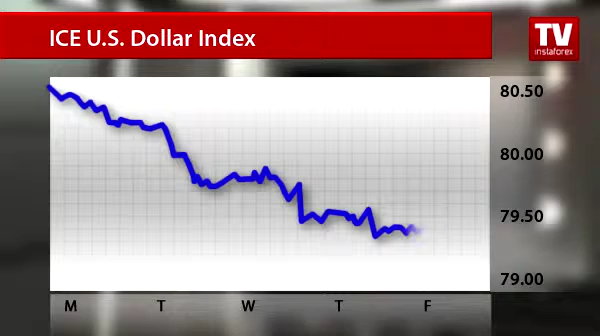 ICE U.S. Dollar Index
TV
instaforex
80.50
80.00
79.50
79.00
M T W T F